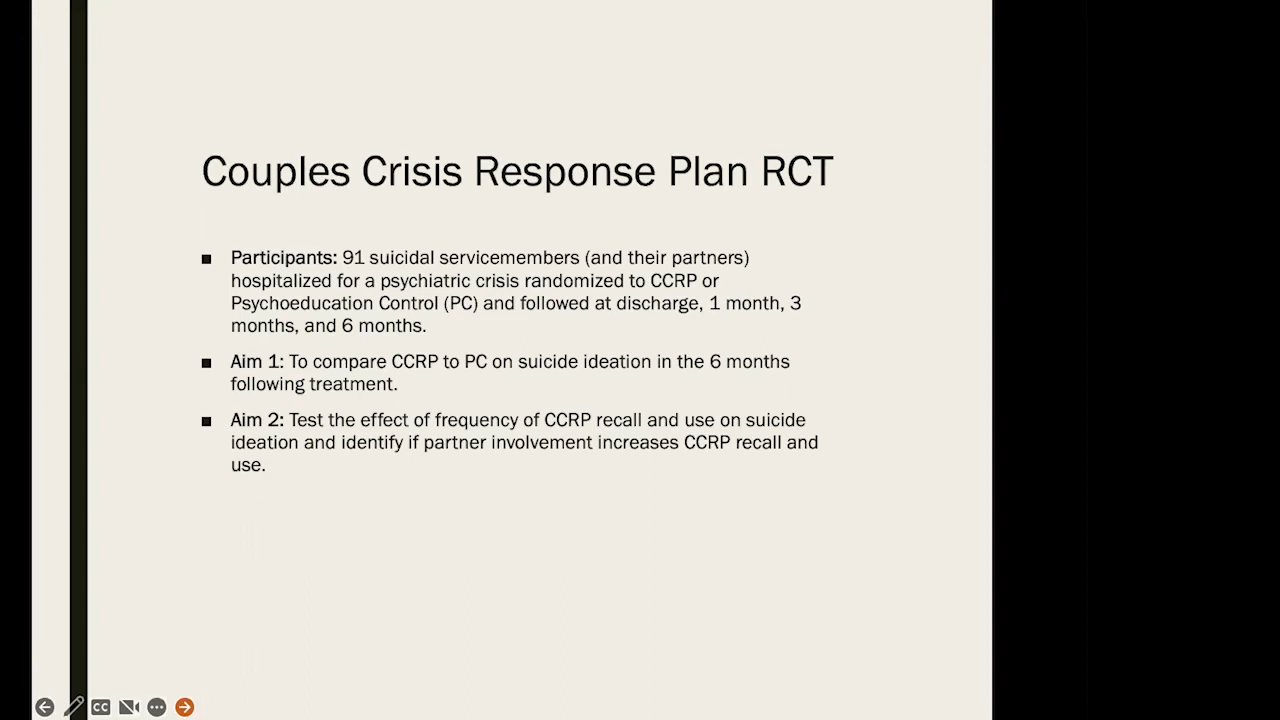 Couples Crisis Response Plan RCT
■ Participants: 91 suicidal servicemembers (and their partners)
hospitalized for a psychiatric crisis randomized to CCRP or
Psychoeducation Control (PC) and followed at discharge, 1 month, 3
months, and 6 months.
■ Aim 1: To compare CCRP to PC on suicide ideation in the 6 months
following treatment.
■ Aim 2: Test the effect of frequency of CCRP recall and use on suicide
ideation and identify if partner involvement increases CCRP recall and
use.
CC